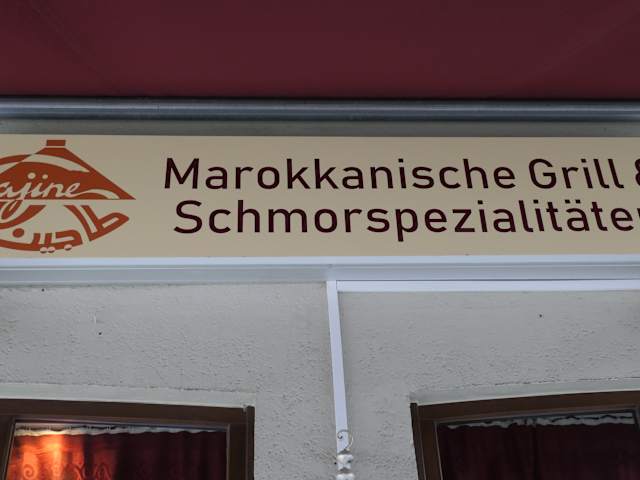 ajine
طاجين
Marokkanische Grill &
Schmorspezialitäten